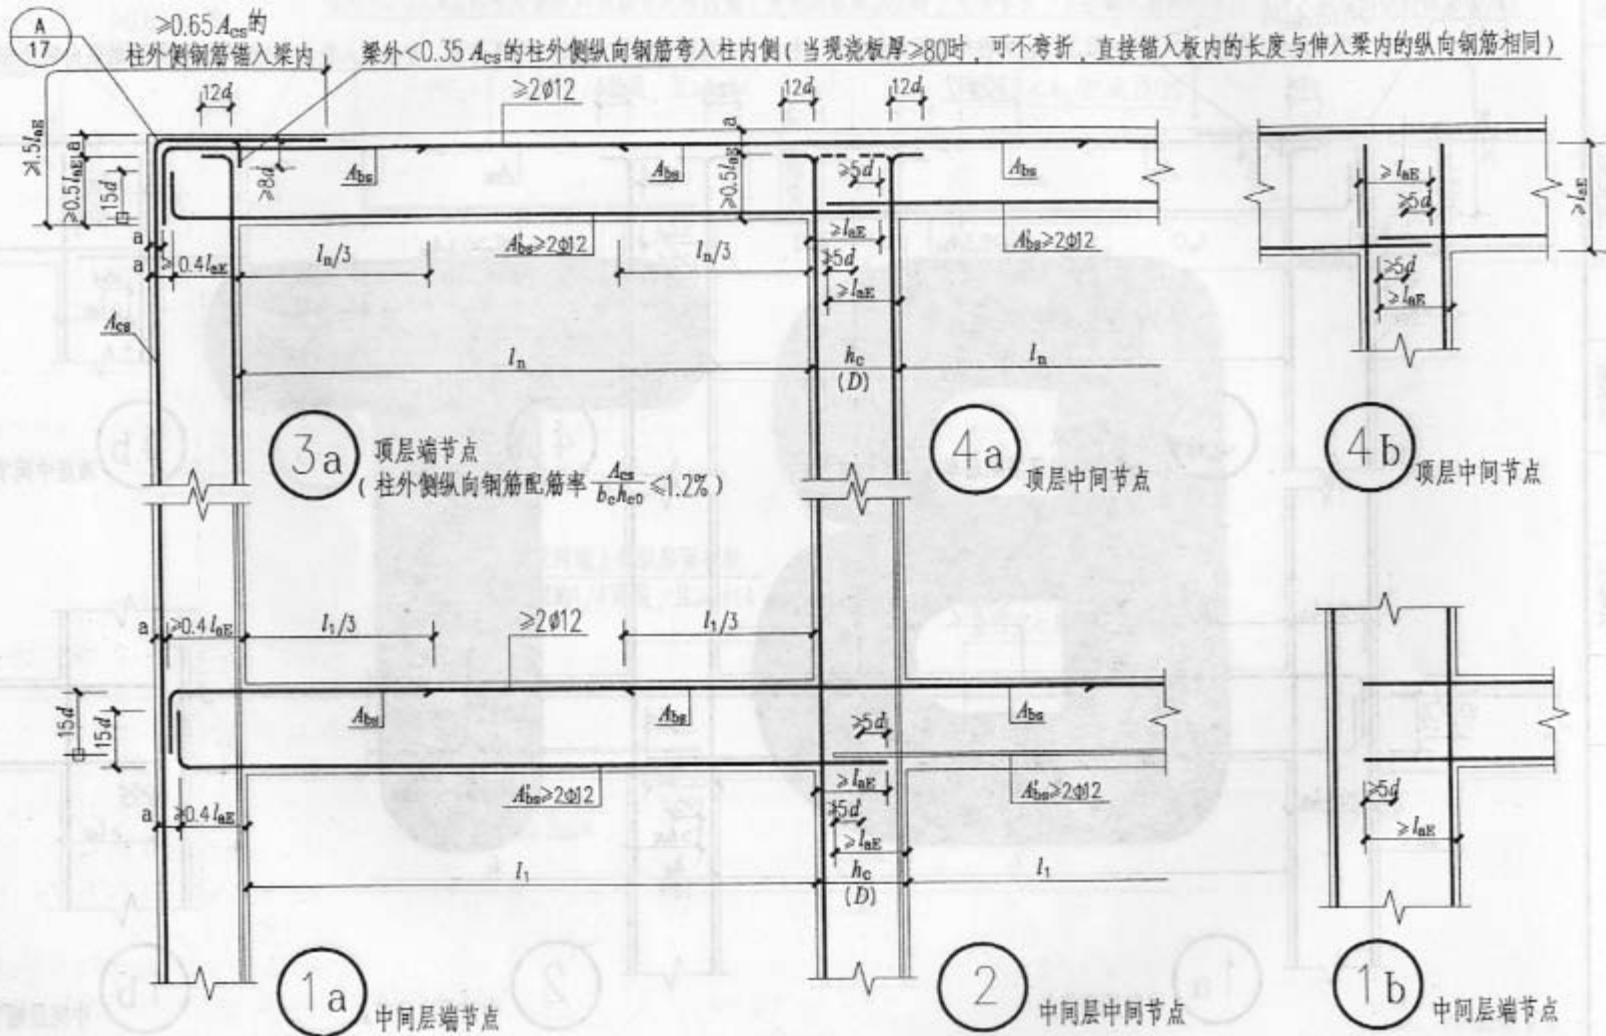 A
17
≥0.65Acs的
柱外侧钢筋锚入梁内
梁外<0.35Acs的柱外侧纵向钢筋弯入柱内侧(当现浇板厚≥80时,可不弯折,直接锚入板内的长度与伸入梁内的纵向钢筋相同)
12d
≥2ø12
12d
12d
≥1.5laE
a
≥0.5laE
15d
≥8d
Abs
Abs
a
≥0.5laE
≥5d
Abs
≥laE
≥5d
≥laE
a
a
≥0.4laE
ln/3
A'bs≥2ø12
ln/3
≥laE
≥5d
≥laE
A'bs≥2ø12
≥5d
≥laE
Acs
ln
hc
(D)
ln
3a
顶层端节点
(柱外侧纵向钢筋配筋率 Acs/bchc0 ≤1.2%)
4a
顶层中间节点
4b
顶层中间节点
a
≥0.4laE
l1/3
≥2ø12
l1/3
15d
15d
Abs
Abs
≥5d
Abs
a
≥0.4laE
A'bs≥2ø12
≥laE
≥5d
≥laE
A'bs≥2ø12
≥5d
≥laE
l1
hc
(D)
l1
1a
中间层端节点
2
中间层中间节点
1b
中间层端节点